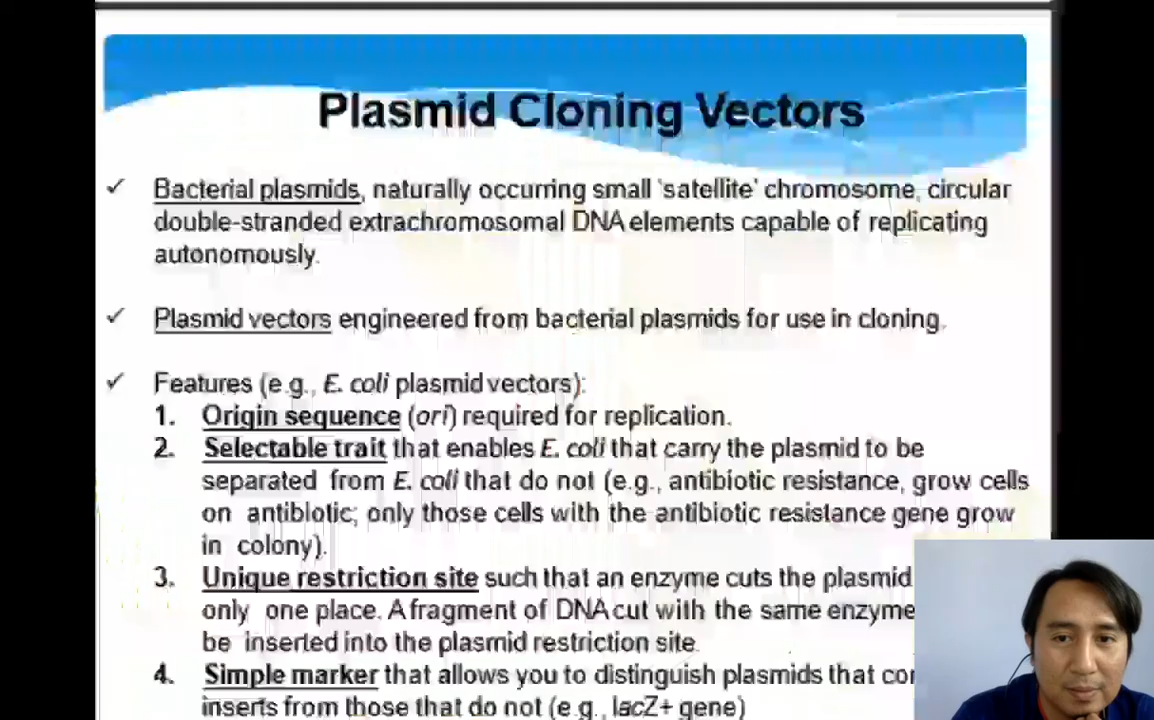 Plasmid Cloning Vectors
✓ Bacterial plasmids, naturally occurring small 'satellite' chromosome, circular
double-stranded extrachromosomal DNA elements capable of replicating
autonomously.
✓ Plasmid vectors engineered from bacterial plasmids for use in cloning.
✓ Features (e.g., E. coli plasmid vectors):
1. Origin sequence (ori) required for replication.
2. Selectable trait that enables E. coli that carry the plasmid to be
separated from E. coli that do not (e.g., antibiotic resistance, grow cells
on antibiotic; only those cells with the antibiotic resistance gene grow
in colony).
3. Unique restriction site such that an enzyme cuts the plasmid
only one place. A fragment of DNA cut with the same enzyme
be inserted into the plasmid restriction site.
4. Simple marker that allows you to distinguish plasmids that
inserts from those that do not (e.g., lacZ+ gene)